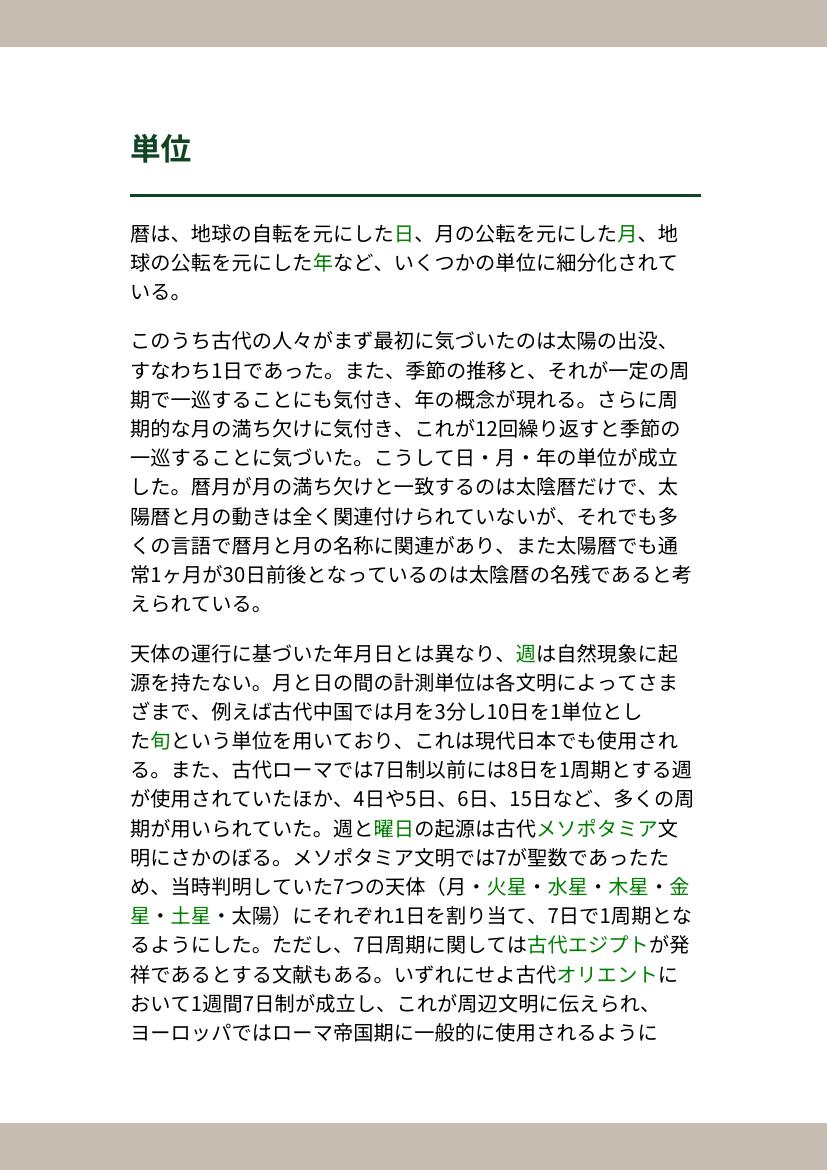 単位
暦は、地球の自転を元にした日、月の公転を元にした月、地
球の公転を元にした年など、いくつかの単位に細分化されて
いる。
このうち古代の人々がまず最初に気づいたのは太陽の出没、
すなわち1日であった。また、季節の推移と、それが一定の周
期で一巡することにも気付き、年の概念が現れる。さらに周
期的な月の満ち欠けに気付き、これが12回繰り返すと季節の
一巡することに気づいた。こうして日・月・年の単位が成立
した。暦月が月の満ち欠けと一致するのは太陰暦だけで、太
陽暦と月の動きは全く関連付けられていないが、それでも多
くの言語で暦月と月の名称に関連があり、また太陽暦でも通
常1ヶ月が30日前後となっているのは太陰暦の名残であると考
えられている。
天体の運行に基づいた年月日とは異なり、週は自然現象に起
源を持たない。月と日の間の計測単位は各文明によってさま
ざまで、例えば古代中国では月を3分し10日を1単位とし
た旬という単位を用いており、これは現代日本でも使用され
る。また、古代ローマでは7日制以前には8日を1周期とする週
が使用されていたほか、4日や5日、6日、15日など、多くの周
期が用いられていた。週と曜日の起源は古代メソポタミア文
明にさかのぼる。メソポタミア文明では7が聖数であったた
め、当時判明していた7つの天体（月・火星・水星・木星・金
星・土星・太陽）にそれぞれ1日を割り当て、7日で1周期とな
るようにした。ただし、7日周期に関しては古代エジプトが発
祥であるとする文献もある。いずれにせよ古代オリエントに
おいて1週間7日制が成立し、これが周辺文明に伝えられ、
ヨーロッパではローマ帝国期に一般的に使用されるように